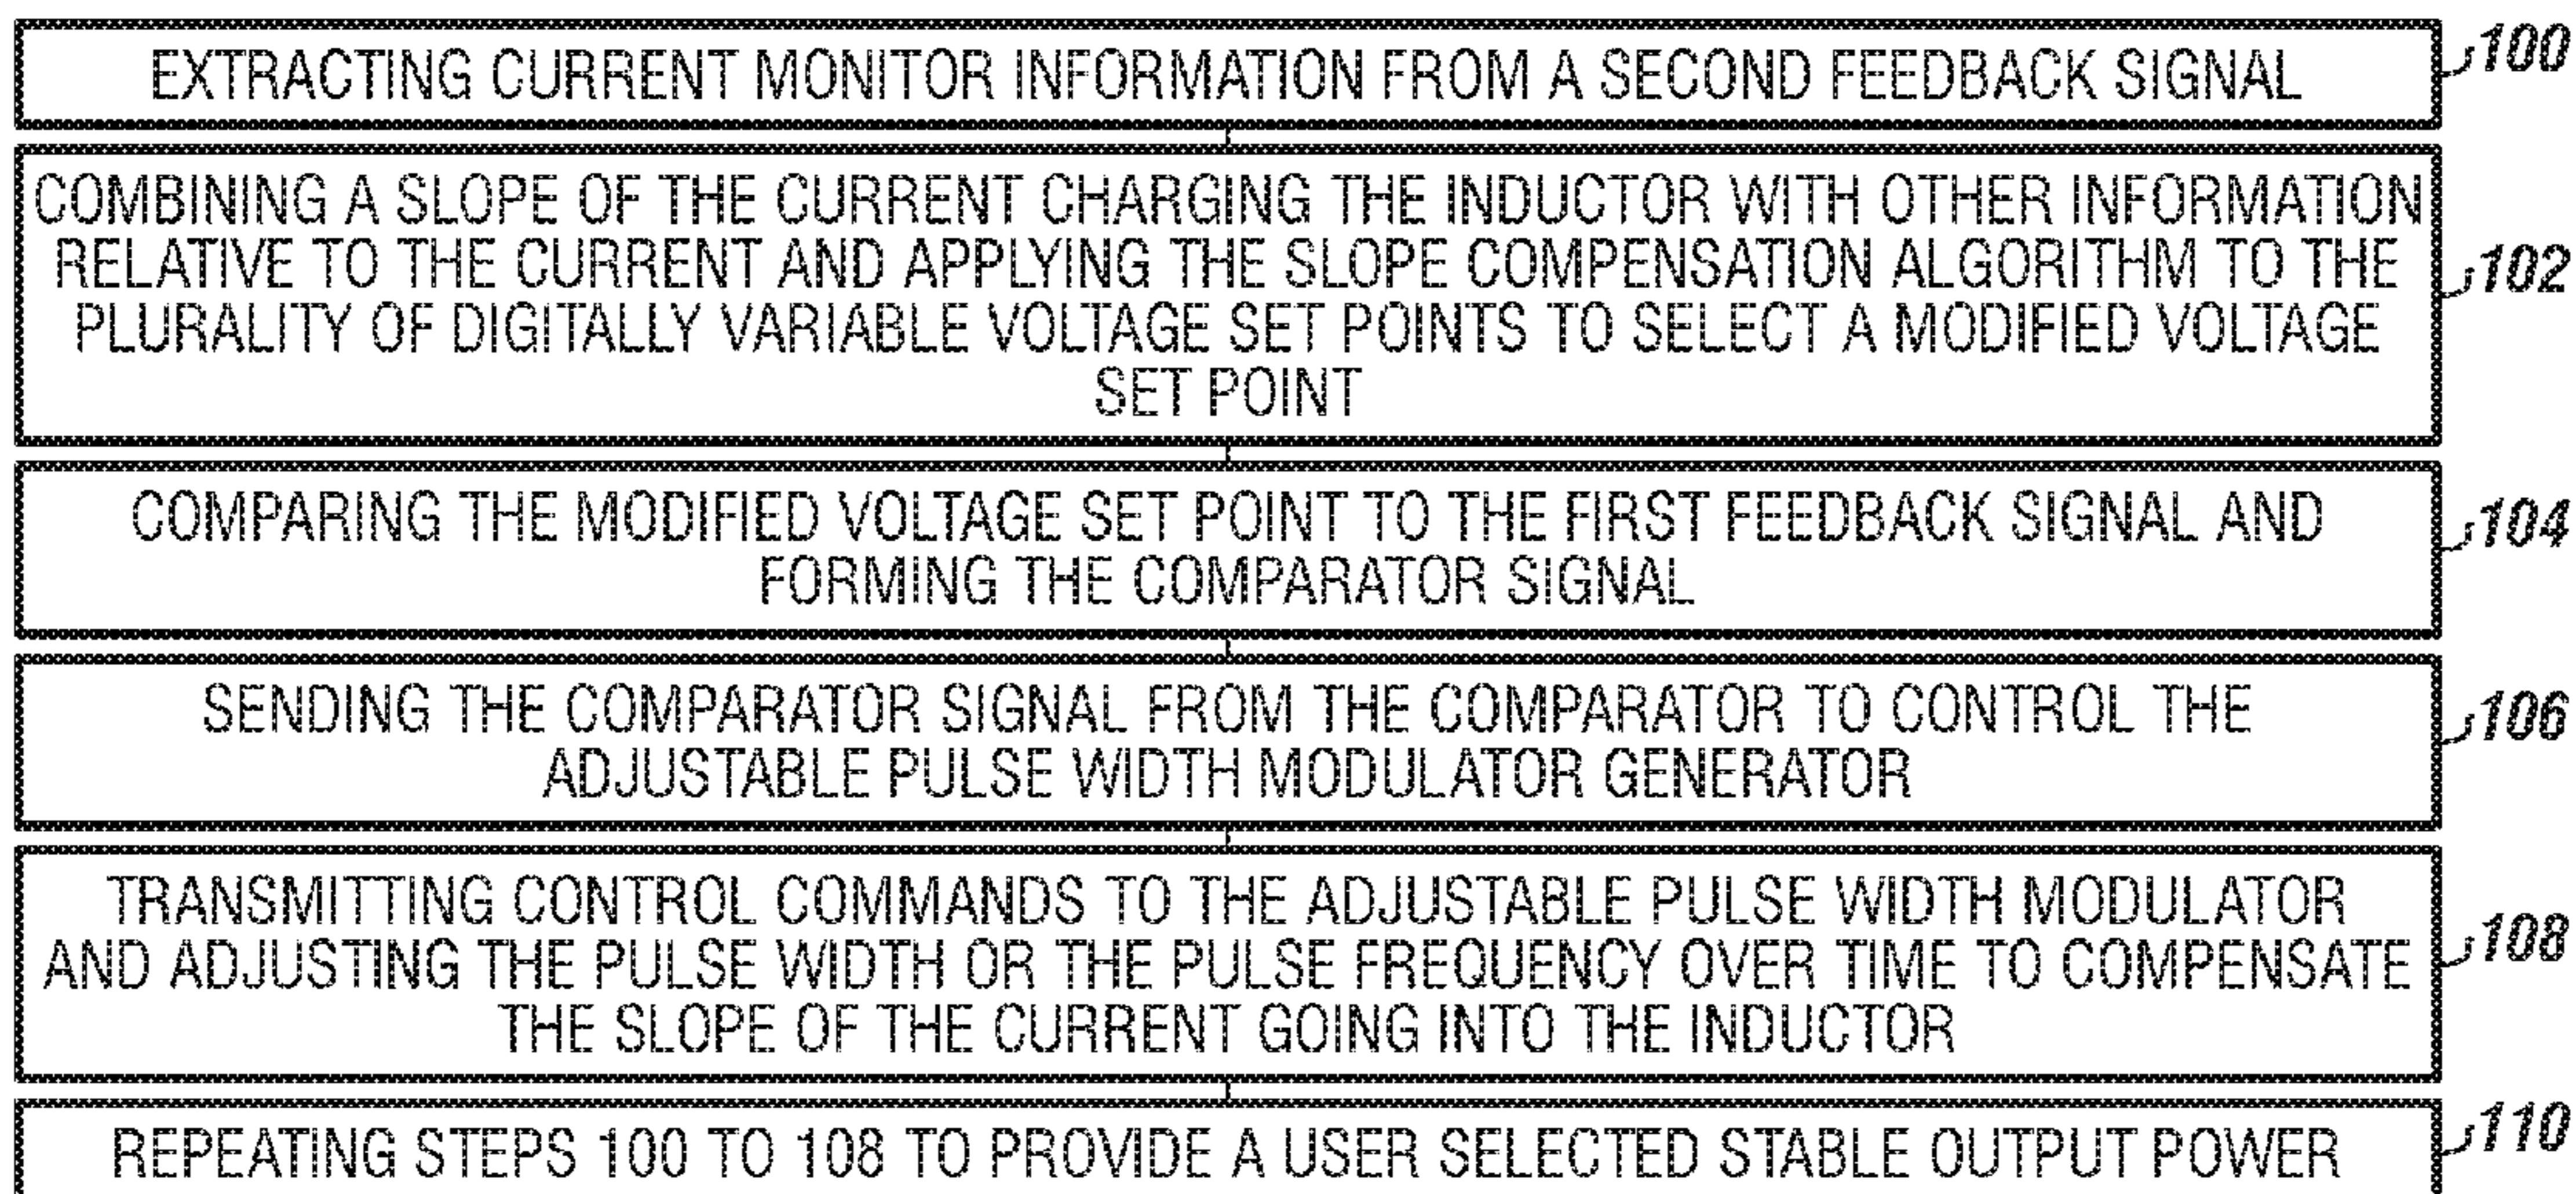 EXTRACTING CURRENT MONITOR INFORMATION FROM A SECOND FEEDBACK SIGNAL
100
COMBINING A SLOPE OF THE CURRENT CHARGING THE INDUCTOR WITH OTHER INFORMATION
RELATIVE TO THE CURRENT AND APPLYING THE SLOPE COMPENSATION ALGORITHM TO THE
PLURALITY OF DIGITALLY VARIABLE VOLTAGE SET POINTS TO SELECT A MODIFIED VOLTAGE
SET POINT
102
COMPARING THE MODIFIED VOLTAGE SET POINT TO THE FIRST FEEDBACK SIGNAL AND
FORMING THE COMPARATOR SIGNAL
104
SENDING THE COMPARATOR SIGNAL FROM THE COMPARATOR TO CONTROL THE
ADJUSTABLE PULSE WIDTH MODULATOR GENERATOR
106
TRANSMITTING CONTROL COMMANDS TO THE ADJUSTABLE PULSE WIDTH MODULATOR
AND ADJUSTING THE PULSE WIDTH OR THE PULSE FREQUENCY OVER TIME TO COMPENSATE
THE SLOPE OF THE CURRENT GOING INTO THE INDUCTOR
108
REPEATING STEPS 100 TO 108 TO PROVIDE A USER SELECTED STABLE OUTPUT POWER
110